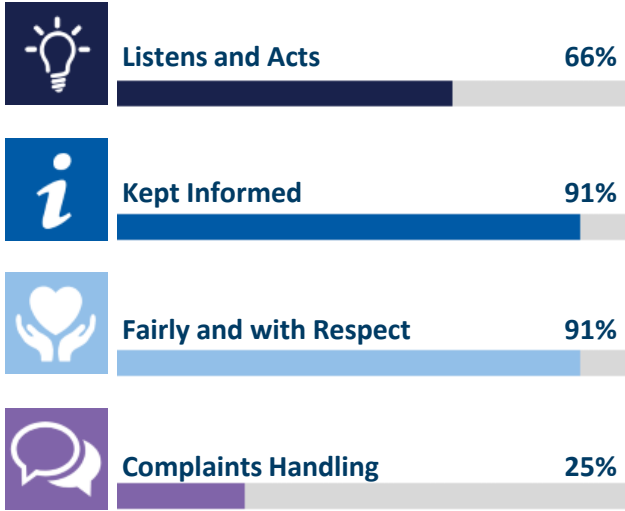 Listens and Acts 66%
Kept Informed 91%
Fairly and with Respect 91%
Complaints Handling 25%